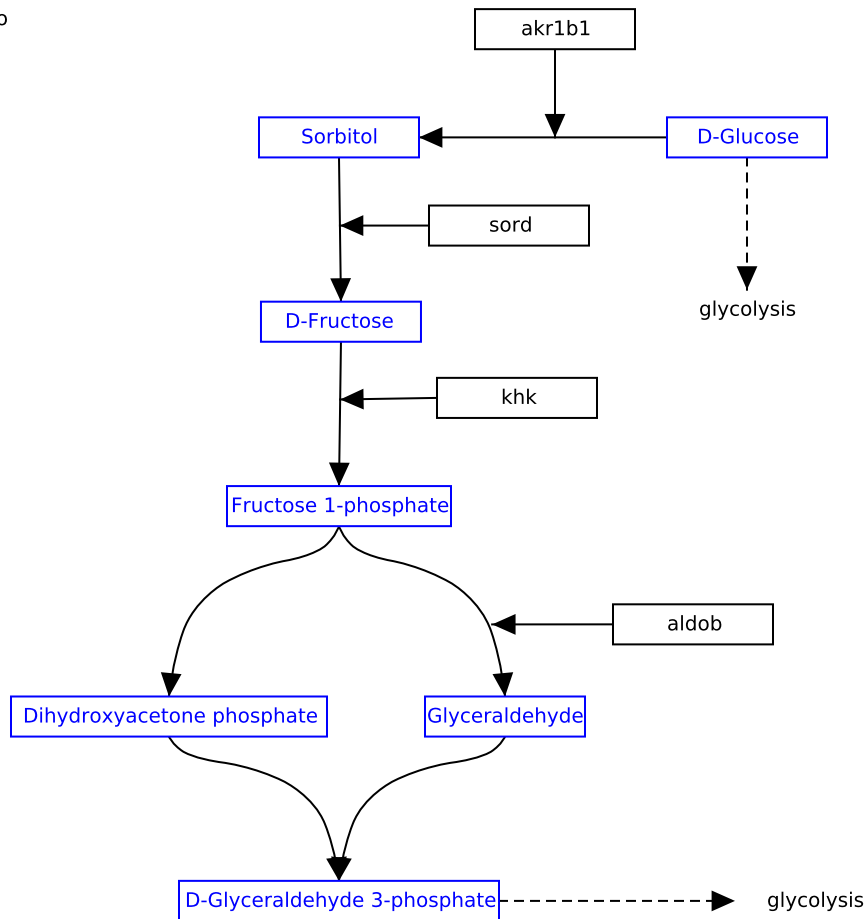 akr1b1
Sorbitol
D-Glucose
sord
glycolysis
D-Fructose
khk
Fructose 1-phosphate
aldob
Dihydroxyacetone phosphate
Glyceraldehyde
D-Glyceraldehyde 3-phosphate
glycolysis